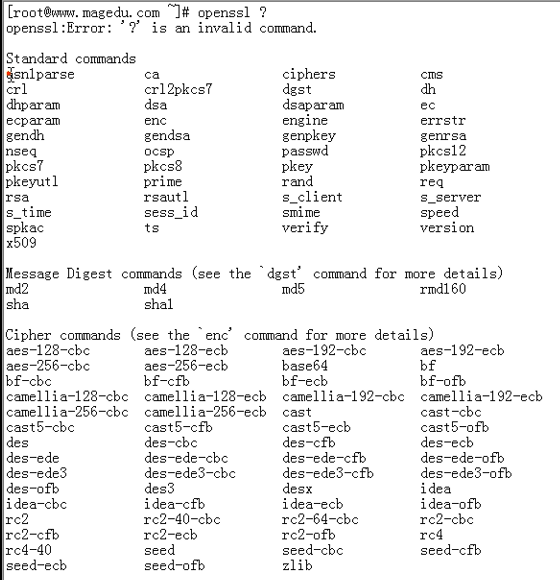 [root@www.magedu.com ~]# openssl ?
openssl:Error: '?' is an invalid command.
Standard commands
asn1parse ca ciphers cms
crl crl2pkcs7 dgst dh
dhparam dsa dsaparam ec
ecparam enc engine errstr
gendh gendsa genpkey genrsa
nseq ocsp passwd pkcs12
pkcs7 pkcs8 pkey pkeyparam
pkeyutl prime rand req
rsa rsautl s_client s_server
s_time sess_id smime speed
spkac ts verify version
x509
Message Digest commands (see the `dgst' command for more details)
md2 md4 md5 rmd160
sha sha1
Cipher commands (see the `enc' command for more details)
aes-128-cbc aes-128-ecb aes-192-cbc aes-192-ecb
aes-256-cbc aes-256-ecb base64 bf
bf-cbc bf-cfb bf-ecb bf-ofb
camellia-128-cbc camellia-128-ecb camellia-192-cbc camellia-192-ecb
camellia-256-cbc camellia-256-ecb cast cast-cbc
cast5-cbc cast5-cfb cast5-ecb cast5-ofb
des des-cbc des-cfb des-ecb
des-ede des-ede-cbc des-ede-cfb des-ede-ofb
des-ede3 des-ede3-cbc des-ede3-cfb des-ede3-ofb
des-ofb des3 desx idea
idea-cbc idea-cfb idea-ecb idea-ofb
rc2 rc2-40-cbc rc2-64-cbc rc2-cbc
rc2-cfb rc2-ecb rc2-ofb rc4
rc4-40 seed seed-cbc seed-cfb
seed-ecb seed-ofb zlib